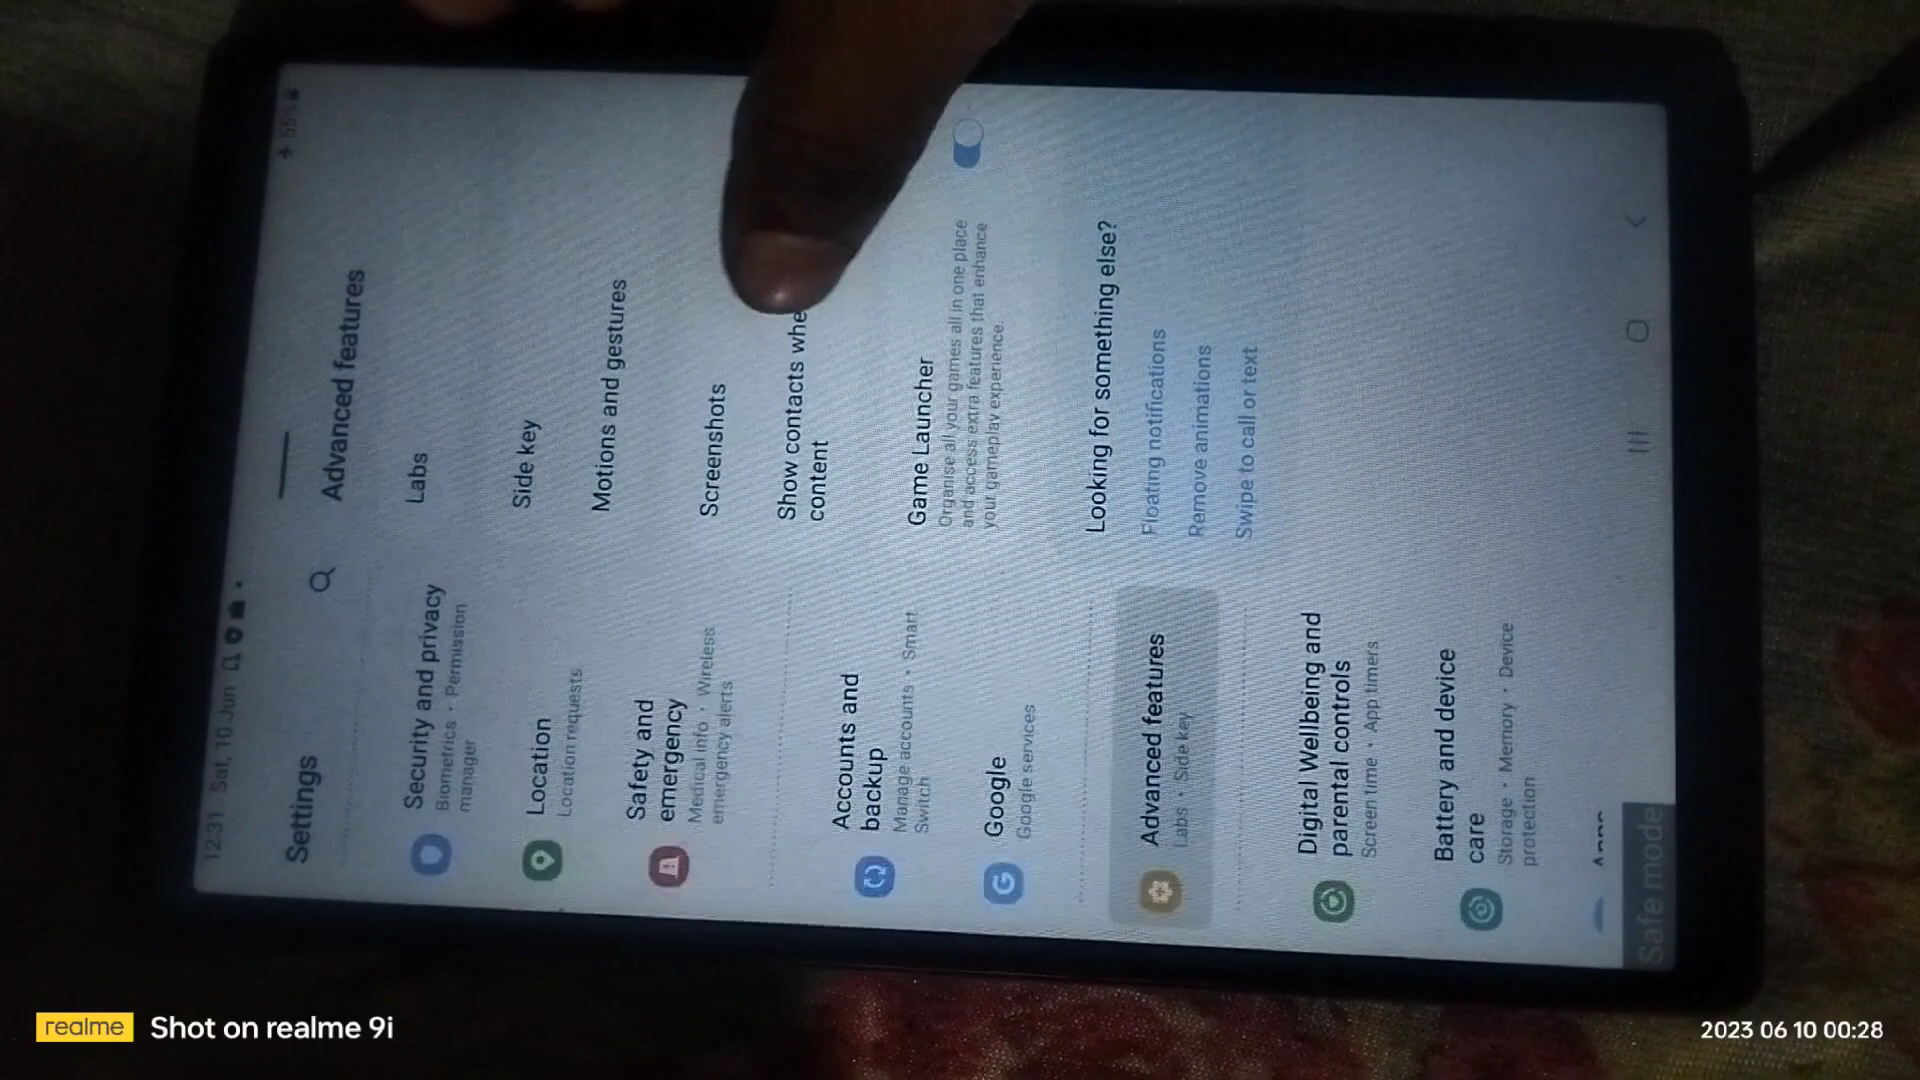 12:31 Sat, 10 Jun
55%
Settings
Security and privacy
Biometrics • Permission
manager
Location
Location requests
Safety and
emergency
Medical info • Wireless
emergency alerts
Accounts and
backup
Manage accounts • Smart
Switch
Google
Google services
Advanced features
Labs • Side key
Digital Wellbeing and
parental controls
Screen time • App timers
Battery and device
care
Storage • Memory • Device
protection
Safe mode
Advanced features
Labs
Side key
Motions and gestures
Screenshots
Show contacts whe
content
Game Launcher
Organise all your games all in one place
and access extra features that enhance
your gameplay experience.
Looking for something else?
Floating notifications
Remove animations
Swipe to call or text
realme Shot on realme 9i
2023 06 10 00:28